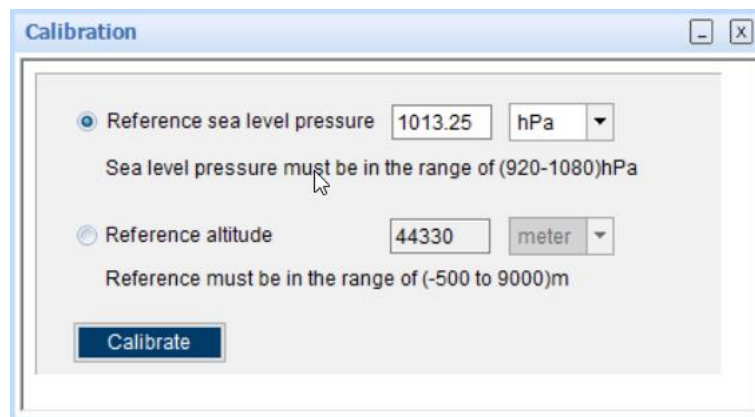 Calibration
Reference sea level pressure 1013.25 hPa
Sea level pressure must be in the range of (920-1080)hPa
Reference altitude 44330 meter
Reference must be in the range of (-500 to 9000)m
Calibrate